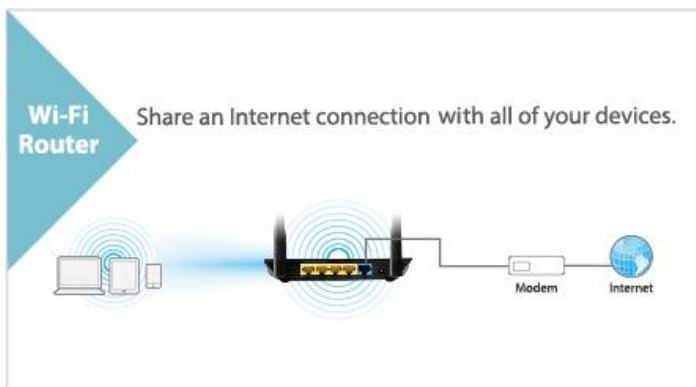 Wi-Fi
Router
Share an Internet connection with all of your devices.
Modem
Internet